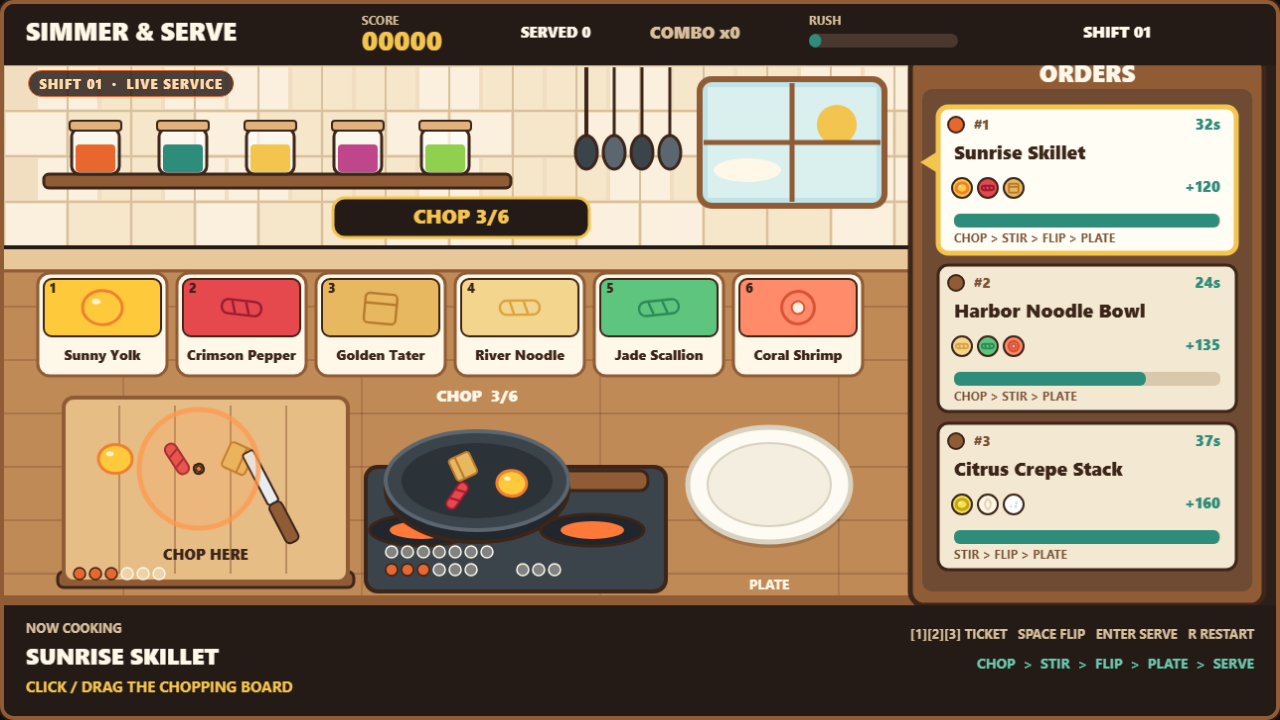 SIMMER & SERVE
SCORE
00000
SERVED 0
COMBO x0
RUSH
SHIFT 01
SHIFT 01 · LIVE SERVICE
CHOP 3/6
1
Sunny Yolk
2
Crimson Pepper
3
Golden Tater
4
River Noodle
5
Jade Scallion
6
Coral Shrimp
CHOP 3/6
CHOP HERE
PLATE
ORDERS
#1 32s
Sunrise Skillet
+120
CHOP > STIR > FLIP > PLATE
#2 24s
Harbor Noodle Bowl
+135
CHOP > STIR > PLATE
#3 37s
Citrus Crepe Stack
+160
STIR > FLIP > PLATE
NOW COOKING
SUNRISE SKILLET
CLICK / DRAG THE CHOPPING BOARD
[1][2][3] TICKET SPACE FLIP ENTER SERVE R RESTART
CHOP > STIR > FLIP > PLATE > SERVE